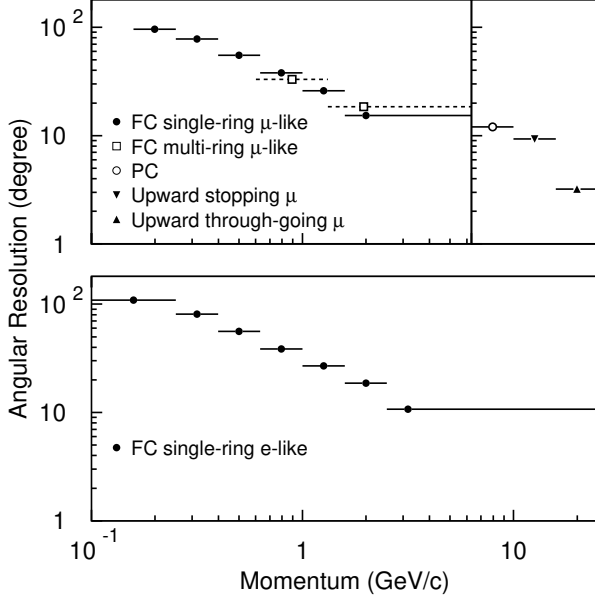 10 2
10
1
FC single-ring μ-like
FC multi-ring μ-like
PC
Upward stopping μ
Upward through-going μ
Angular Resolution (degree)
10 2
10
1
FC single-ring e-like
10 -1
1
10
Momentum (GeV/c)